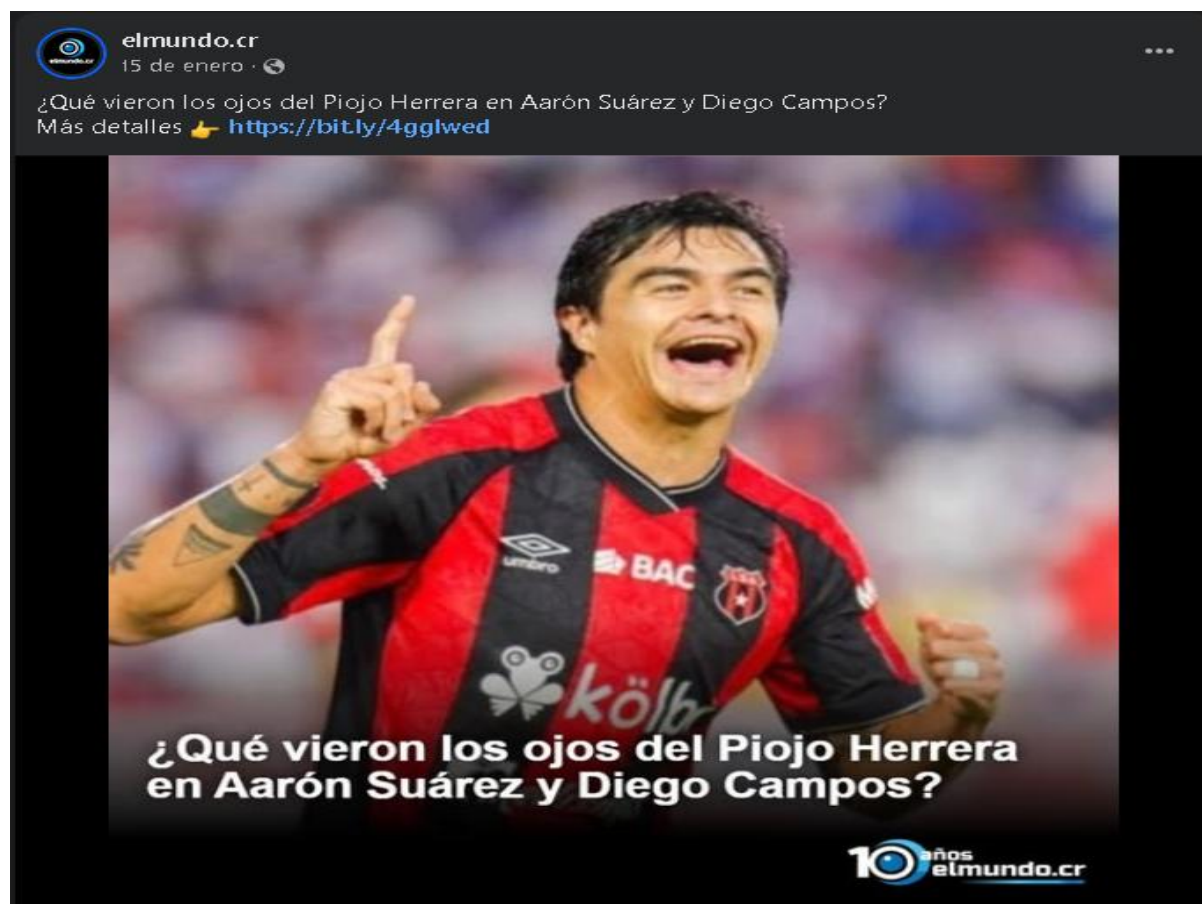 elmundo.cr
15 de enero ·
¿Qué vieron los ojos del Piojo Herrera en Aarón Suárez y Diego Campos?
Más detalles 👉 https://bit.ly/4gglwed
umbro
BAC
kölb
¿Qué vieron los ojos del Piojo Herrera
en Aarón Suárez y Diego Campos?
10 años
elmundo.cr